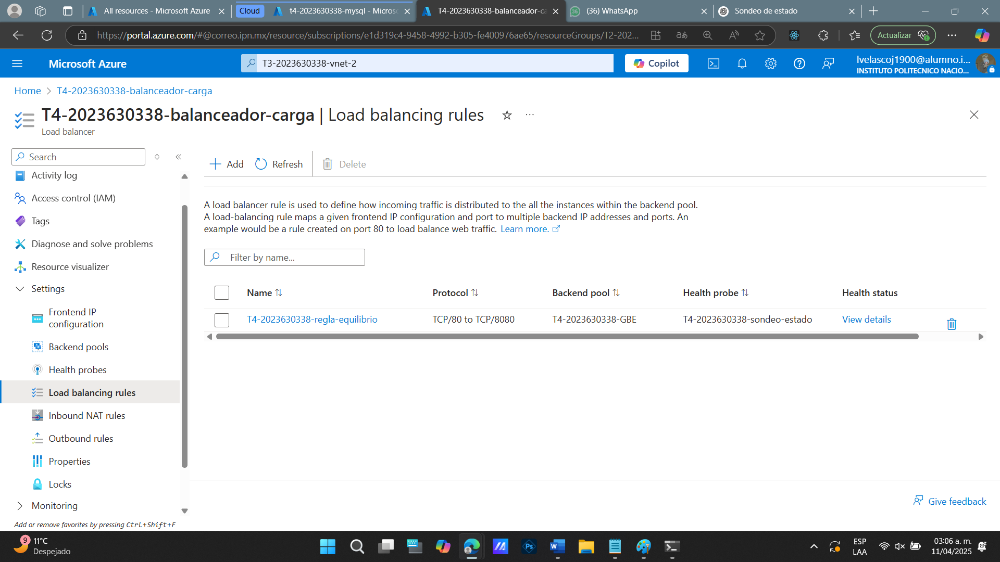 All resources - Microsoft Azure
Cloud
t4-2023630338-mysql - Micros
T4-2023630338-balanceador-ca
(36) WhatsApp
Sondeo de estado
https://portal.azure.com/#@correo.ipn.mx/resource/subscriptions/e1d319c4-9458-4992-b305-fe400976ae65/resourceGroups/T2-202...
Actualizar
Microsoft Azure
T3-2023630338-vnet-2
Copilot
lvelascoj1900@alumno.i...
INSTITUTO POLITECNICO NACIO...
Home > T4-2023630338-balanceador-carga
T4-2023630338-balanceador-carga | Load balancing rules
Load balancer
Search
Activity log
Access control (IAM)
Tags
Diagnose and solve problems
Resource visualizer
Settings
Frontend IP
configuration
Backend pools
Health probes
Load balancing rules
Inbound NAT rules
Outbound rules
Properties
Locks
Monitoring
Add or remove favorites by pressing Ctrl+Shift+F
Add
Refresh
Delete
A load balancer rule is used to define how incoming traffic is distributed to the all the instances within the backend pool.
A load-balancing rule maps a given frontend IP configuration and port to multiple backend IP addresses and ports. An
example would be a rule created on port 80 to load balance web traffic. Learn more.
Filter by name...
Name Protocol Backend pool Health probe Health status
T4-2023630338-regla-equilibrio TCP/80 to TCP/8080 T4-2023630338-GBE T4-2023630338-sondeo-estado View details
Give feedback
9
11°C
Despejado
ESP
LAA
03:06 a. m.
11/04/2025